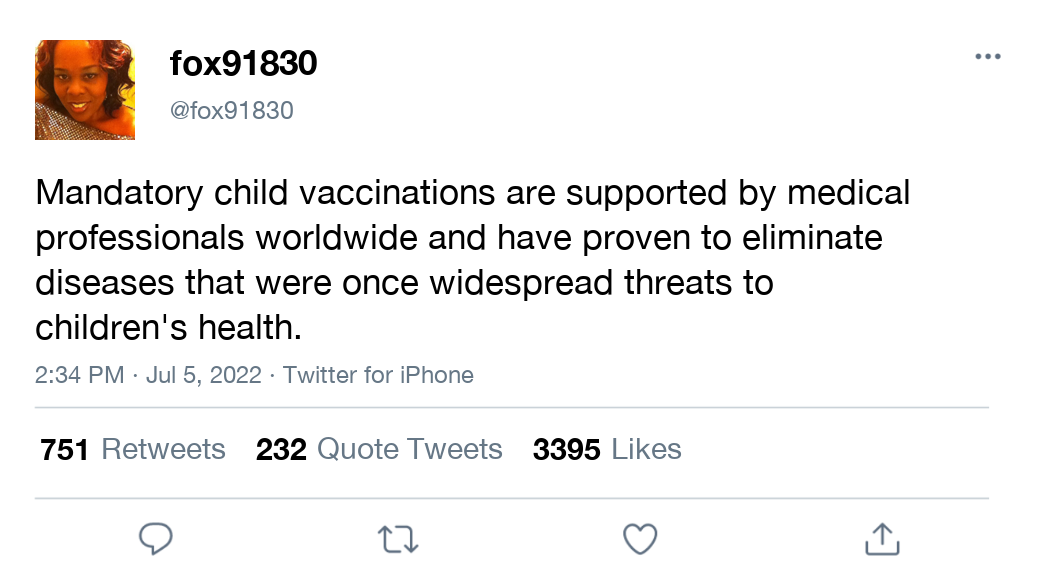 fox91830
@fox91830
Mandatory child vaccinations are supported by medical
professionals worldwide and have proven to eliminate
diseases that were once widespread threats to
children's health.
2:34 PM · Jul 5, 2022 · Twitter for iPhone
751 Retweets 232 Quote Tweets 3395 Likes